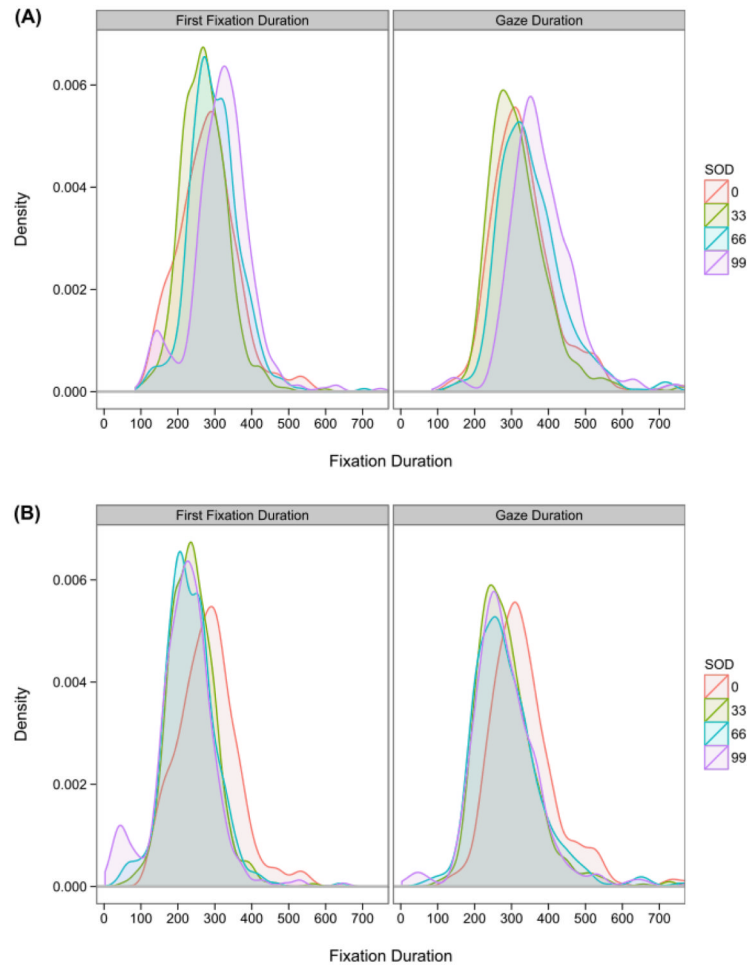 (A)
First Fixation Duration
Gaze Duration
0.006
0.004
0.002
0.000
Density
0 100 200 300 400 500 600 700
0 100 200 300 400 500 600 700
Fixation Duration
SOD
0
33
66
99
(B)
First Fixation Duration
Gaze Duration
0.006
0.004
0.002
0.000
Density
0 100 200 300 400 500 600 700
0 100 200 300 400 500 600 700
Fixation Duration
SOD
0
33
66
99